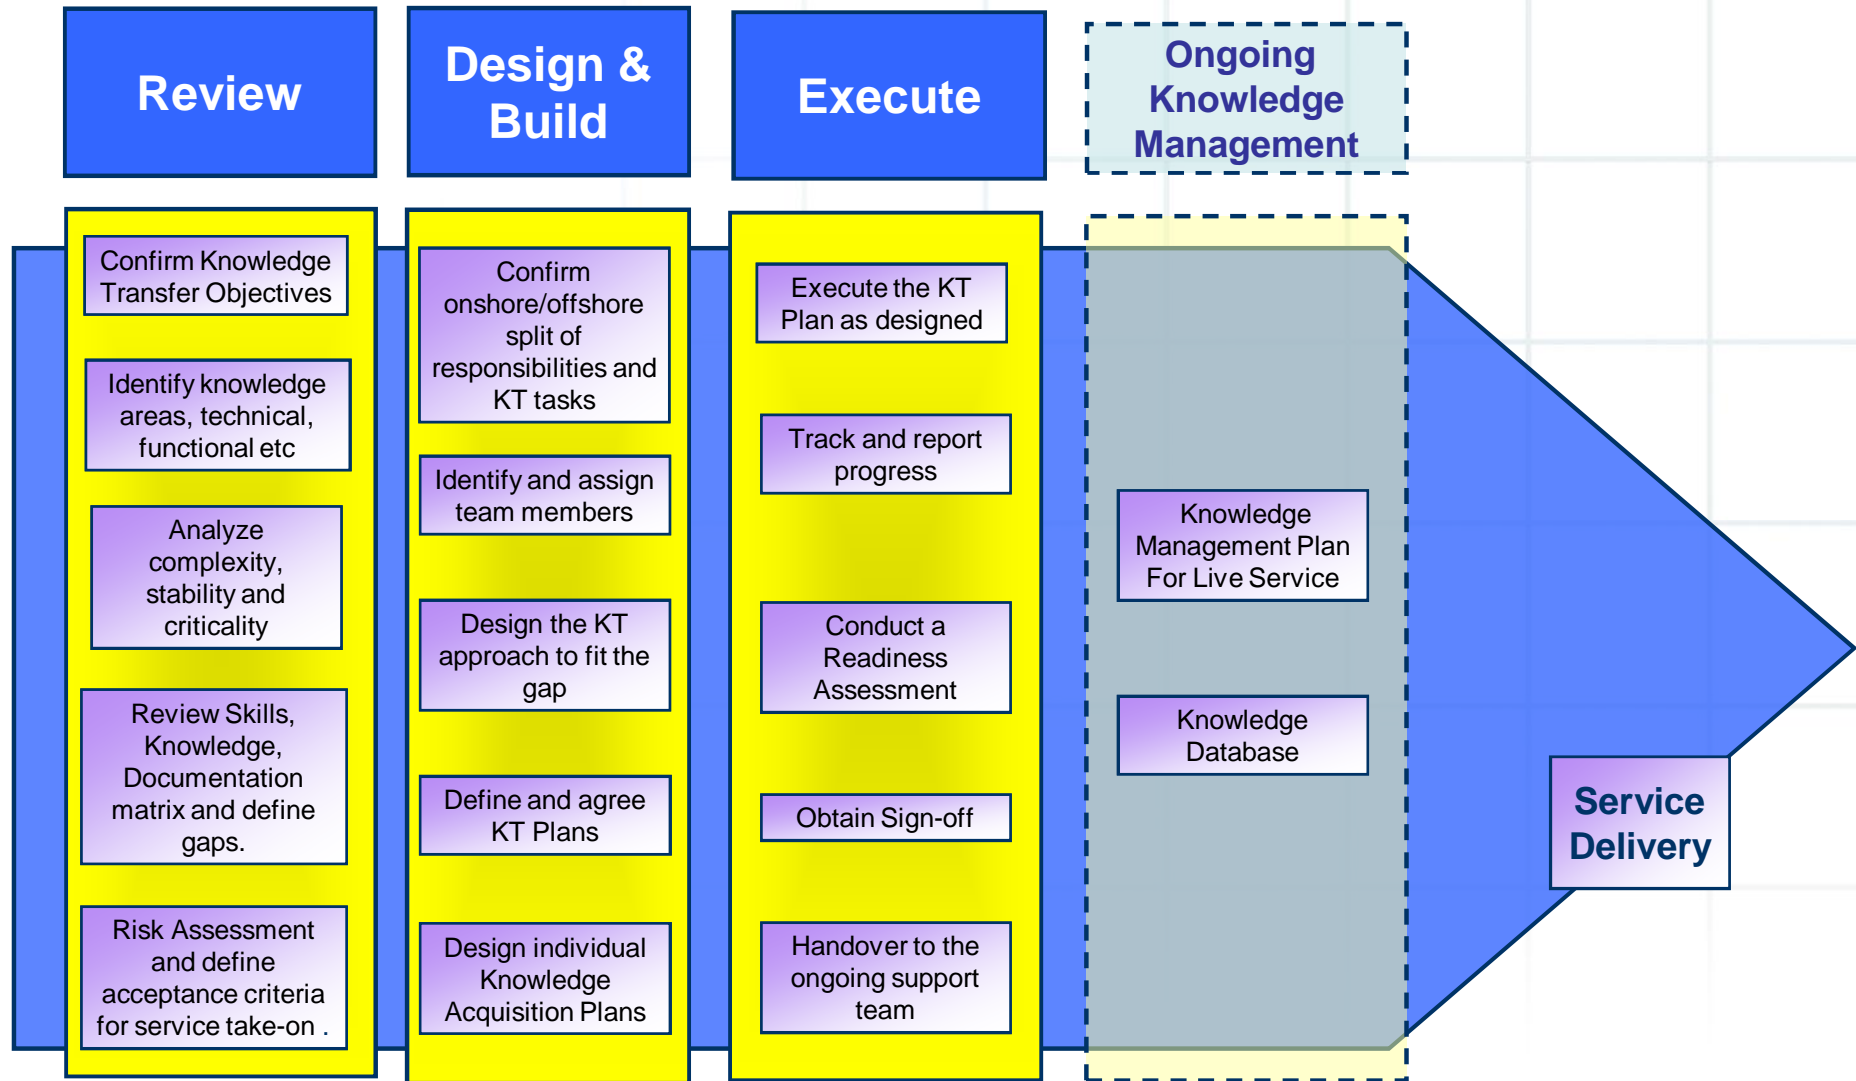 Review
Design &
Build
Execute
Ongoing
Knowledge
Management
Confirm Knowledge
Transfer Objectives
Identify knowledge
areas, technical,
functional etc
Analyze
complexity,
stability and
criticality
Review Skills,
Knowledge,
Documentation
matrix and define
gaps.
Risk Assessment
and define
acceptance criteria
for service take-on .
Confirm
onshore/offshore
split of
responsibilities and
KT tasks
Identify and assign
team members
Design the KT
approach to fit the
gap
Define and agree
KT Plans
Design individual
Knowledge
Acquisition Plans
Execute the KT
Plan as designed
Track and report
progress
Conduct a
Readiness
Assessment
Obtain Sign-off
Handover to the
ongoing support
team
Knowledge
Management Plan
For Live Service
Knowledge
Database
Service
Delivery